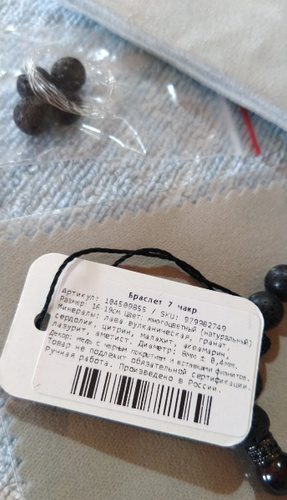 Браслет 7 чакр
Артикул: 104509855 / SKU: 979982749
Размер: 16-19см Цвет: многоцветный (натуральный)
Минералы: лава вулканическая, гранат,
сердолик, цитрин, малахит, аквамарин,
лазурит, аметист. Диаметр: 8мм ± 0,4мм.
Декор: медь с черным покрытием и вставками фианитов.
Товар не подлежит обязательной сертификации.
Ручная работа. Произведено в России.